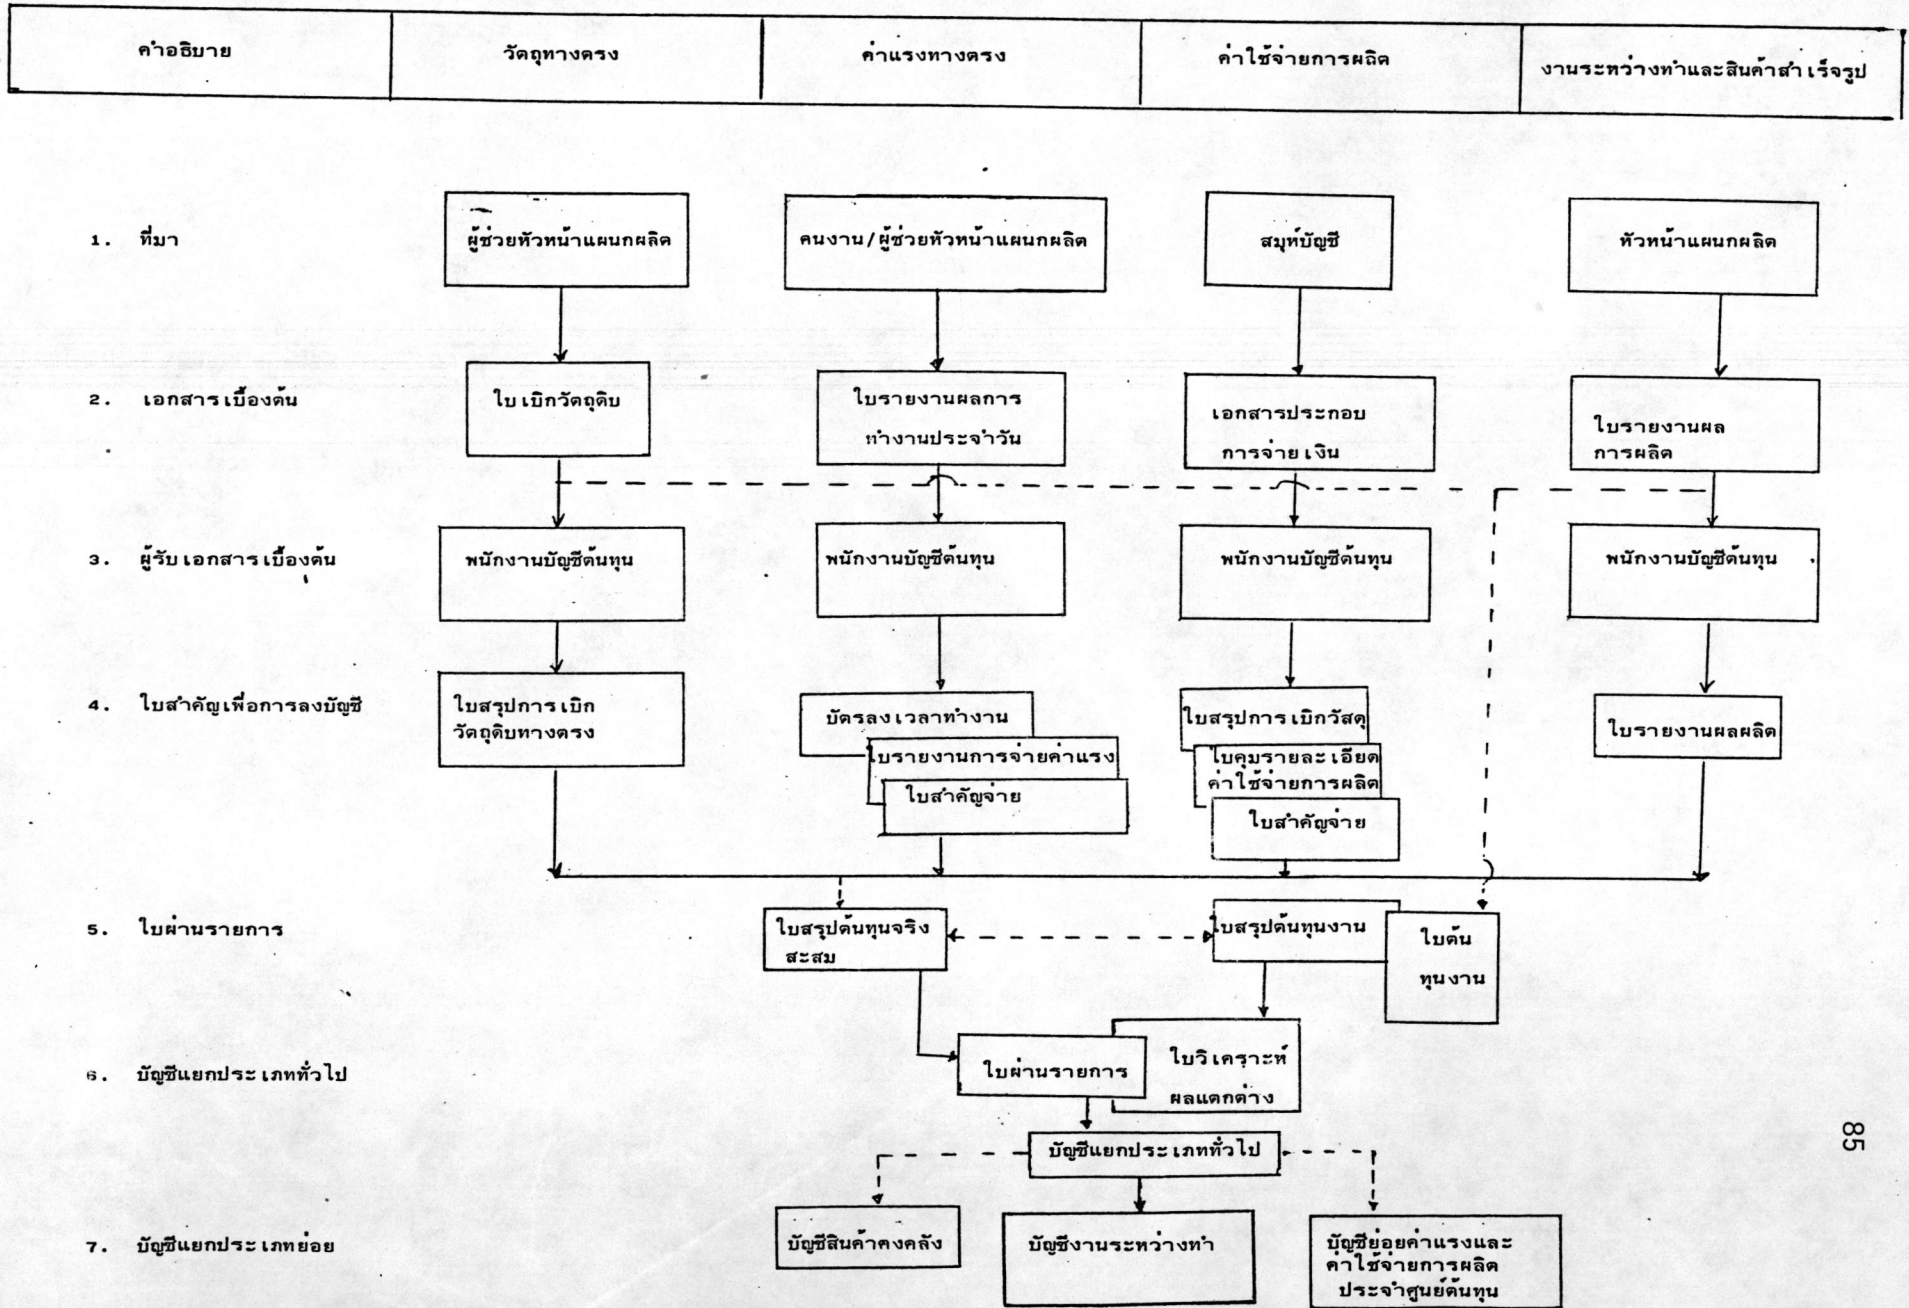 คำอธิบาย
วัตถุทางตรง
ค่าแรงทางตรง
ค่าใช้จ่ายการผลิต
งานระหว่างทำและสินค้าสำเร็จรูป
1. ที่มา
ผู้ช่วยหัวหน้าแผนกผลิต
คนงาน/ผู้ช่วยหัวหน้าแผนกผลิต
สมุห์บัญชี
หัวหน้าแผนกผลิต
2. เอกสารเบื้องต้น
ใบเบิกวัตถุดิบ
ใบรายงานผลการ
ทำงานประจำวัน
เอกสารประกอบ
การจ่ายเงิน
ใบรายงานผล
การผลิต
3. ผู้รับเอกสารเบื้องต้น
พนักงานบัญชีต้นทุน
พนักงานบัญชีต้นทุน
พนักงานบัญชีต้นทุน
พนักงานบัญชีต้นทุน
4. ใบสำคัญเพื่อการลงบัญชี
ใบสรุปการเบิก
วัตถุดิบทางตรง
บัตรลงเวลาทำงาน
ใบรายงานการจ่ายค่าแรง
ใบสำคัญจ่าย
ใบสรุปการเบิกวัสดุ
ใบคุมรายละเอียด
ค่าใช้จ่ายการผลิต
ใบสำคัญจ่าย
ใบรายงานผลผลิต
5. ใบผ่านรายการ
ใบสรุปต้นทุนจริง
สะสม
ใบสรุปต้นทุนงาน
ใบต้น
ทุนงาน
6. บัญชีแยกประเภททั่วไป
ใบผ่านรายการ
ใบวิเคราะห์
ผลแตกต่าง
บัญชีแยกประเภททั่วไป
7. บัญชีแยกประเภทย่อย
บัญชีสินค้าคงคลัง
บัญชีงานระหว่างทำ
บัญชีย่อยค่าแรงและ
ค่าใช้จ่ายการผลิต
ประจำศูนย์ต้นทุน
85